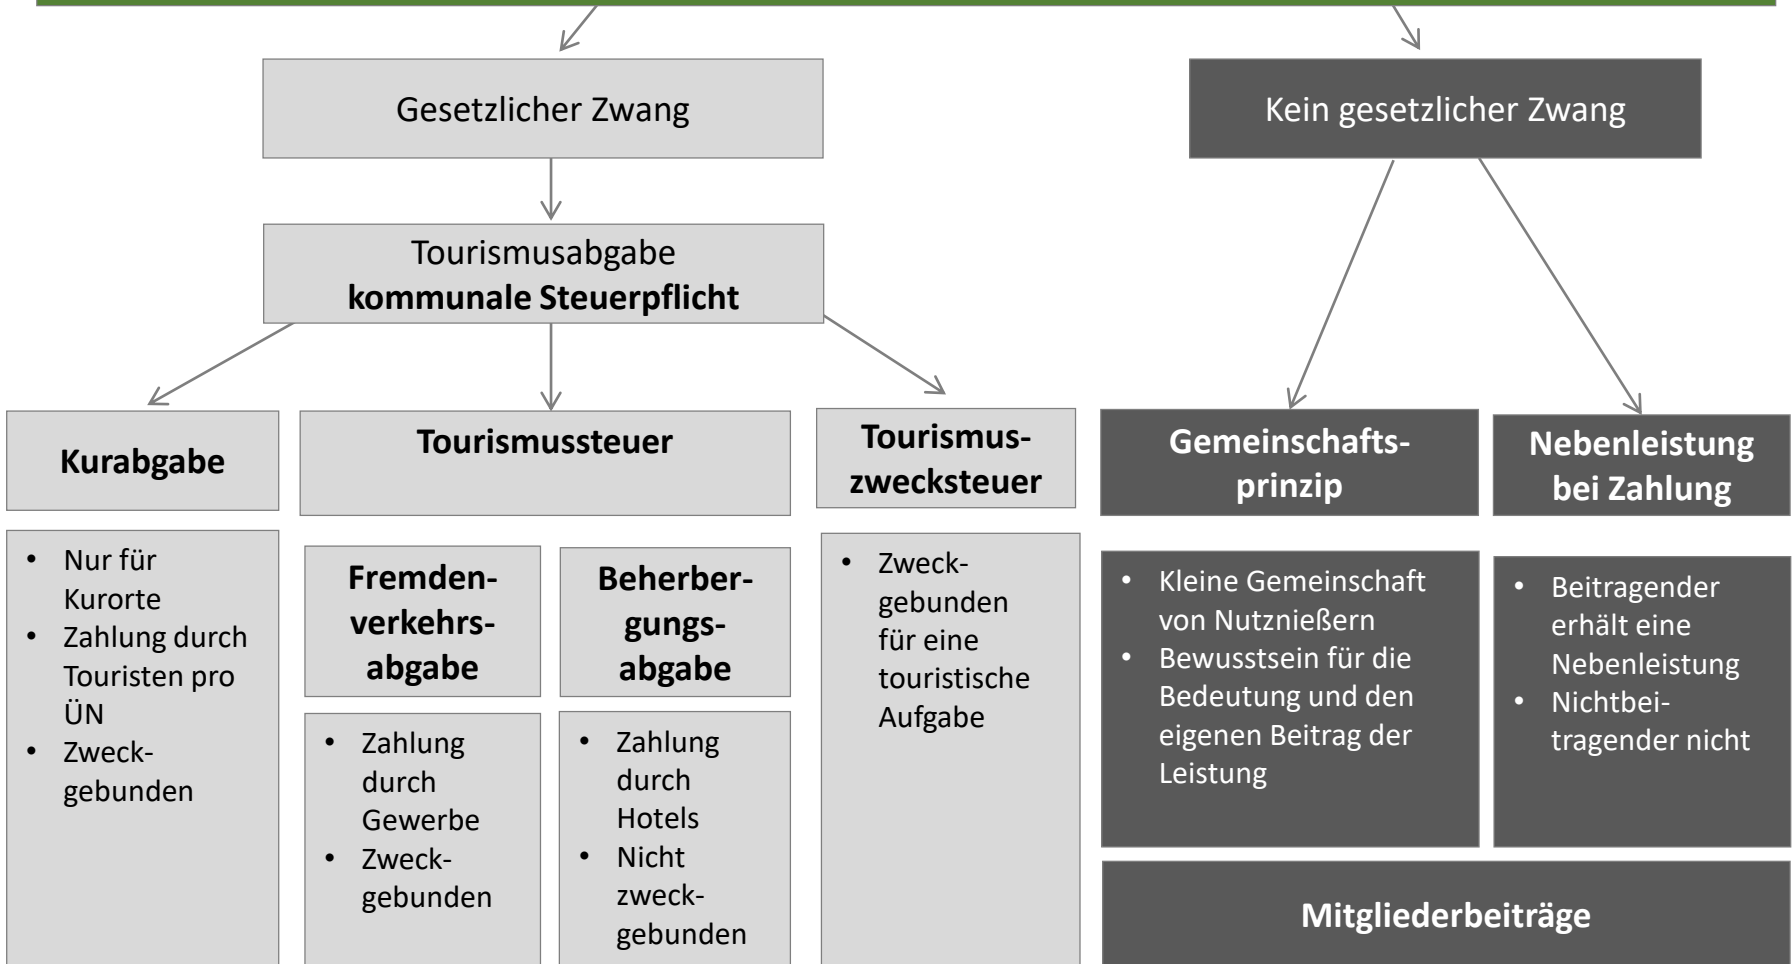 Gesetzlicher Zwang
Kein gesetzlicher Zwang
Tourismusabgabe
kommunale Steuerpflicht
Kurabgabe
Tourismussteuer
Tourismus-
zwecksteuer
Gemeinschafts-
prinzip
Nebenleistung
bei Zahlung
• Nur für
Kurorte
• Zahlung durch
Touristen pro
ÜN
• Zweck-
gebunden
Fremden-
verkehrs-
abgabe
• Zahlung
durch
Gewerbe
• Zweck-
gebunden
Beherber-
gungs-
abgabe
• Zahlung
durch
Hotels
• Nicht
zweck-
gebunden
• Zweck-
gebunden
für eine
touristische
Aufgabe
• Kleine Gemeinschaft
von Nutznießern
• Bewusstsein für die
Bedeutung und den
eigenen Beitrag der
Leistung
• Beitragender
erhält eine
Nebenleistung
• Nichtbei-
tragender nicht
Mitgliederbeiträge